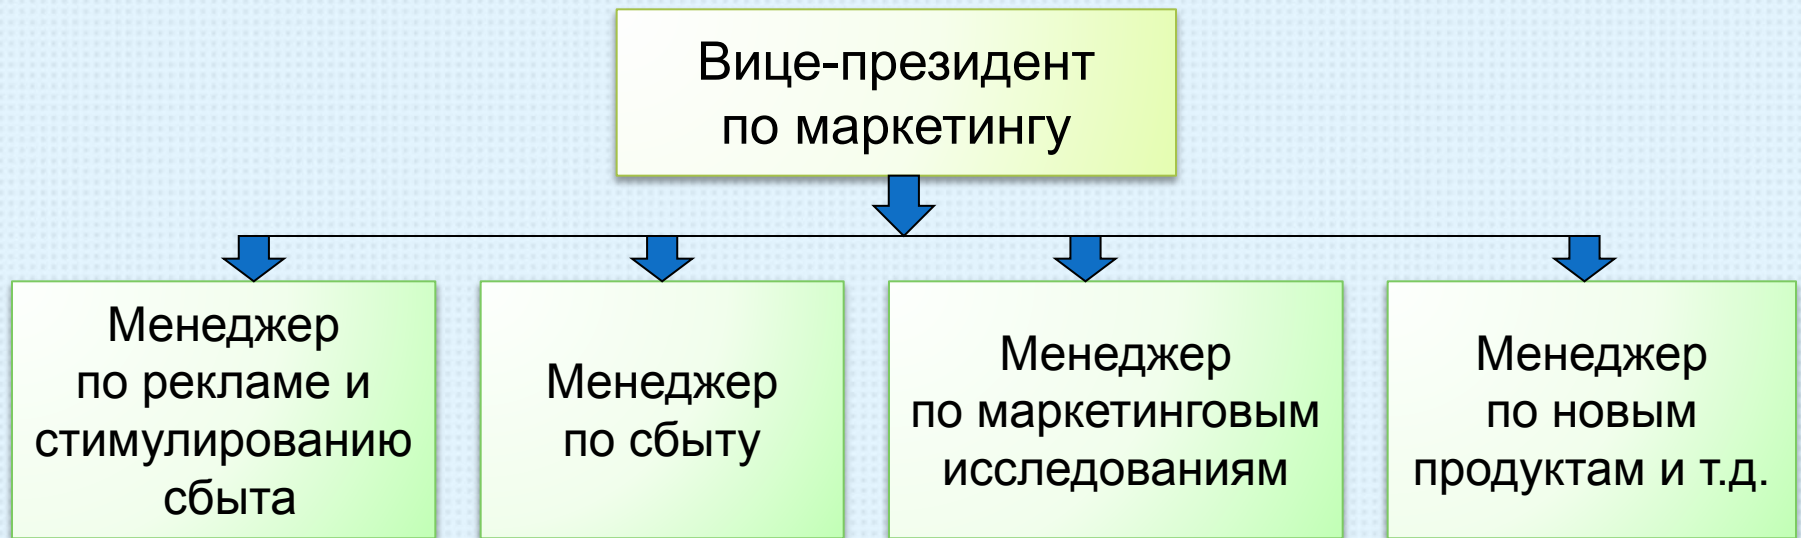 Вице-президент
по маркетингу
Менеджер
по рекламе и
стимулированию
сбыта
Менеджер
по сбыту
Менеджер
по маркетинговым
исследованиям
Менеджер
по новым
продуктам и т.д.